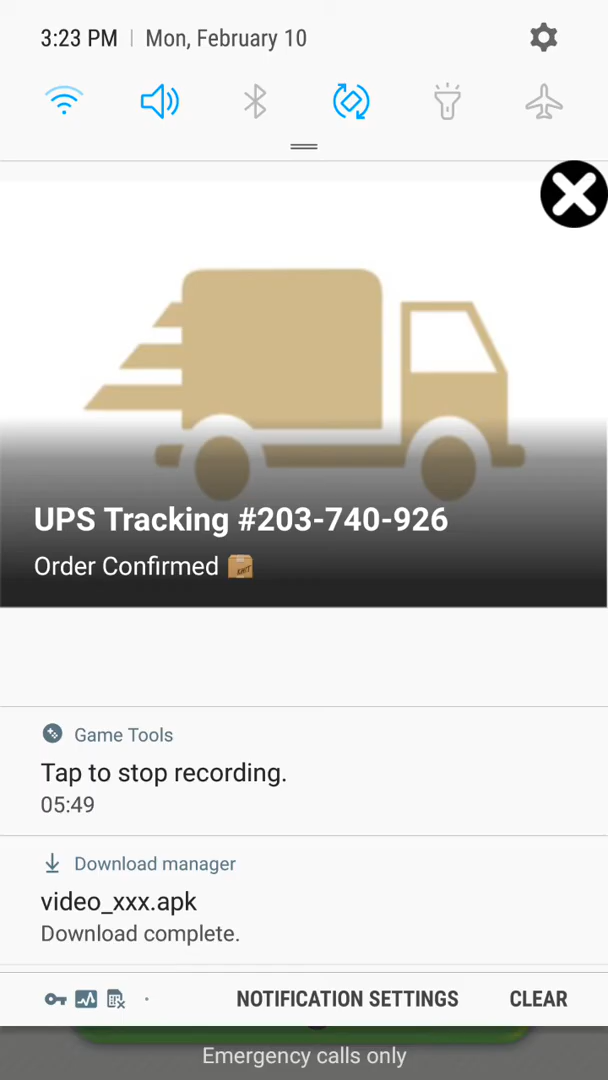 3:23 PM | Mon, February 10
UPS Tracking #203-740-926
Order Confirmed
Game Tools
Tap to stop recording.
05:49
Download manager
video_xxx.apk
Download complete.
NOTIFICATION SETTINGS CLEAR
Emergency calls only